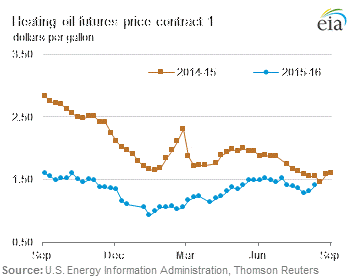 Heating oil futures price contract 1
dollars per gallon
eia
3.50
2014-15
2015-16
2.50
1.50
0.50
Sep Dec Mar Jun Sep
Source: U.S. Energy Information Administration, Thomson Reuters